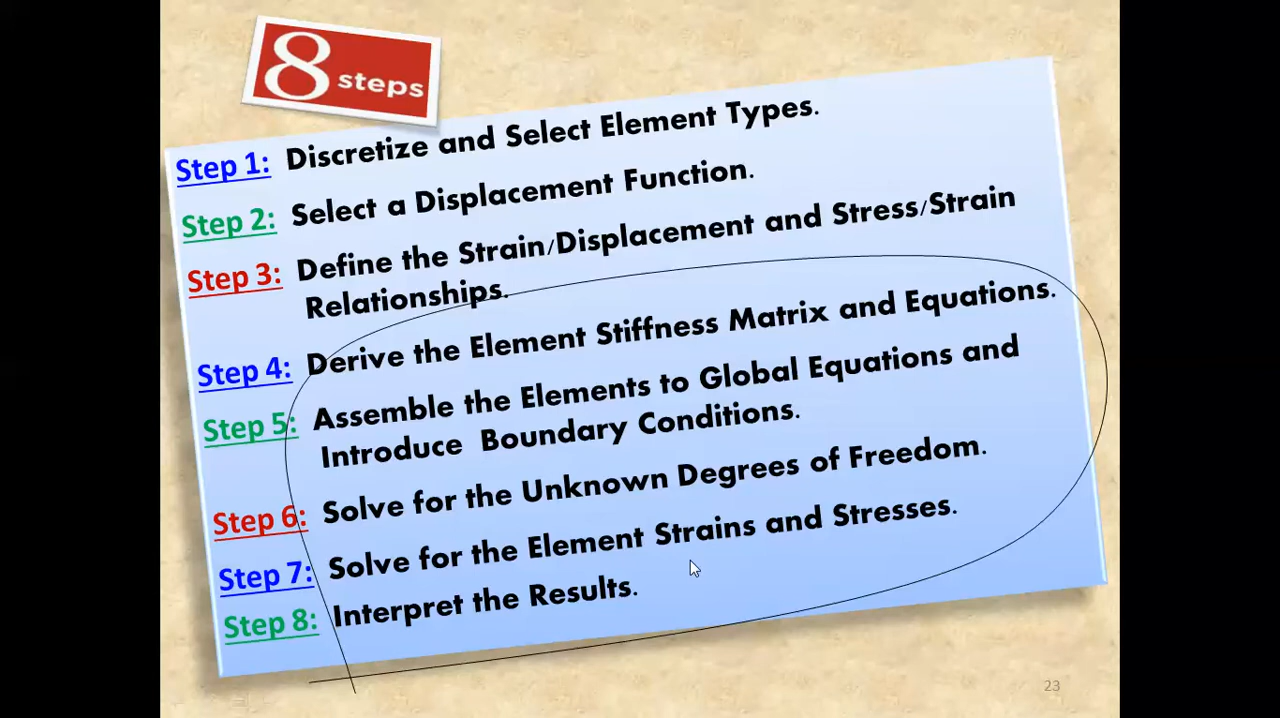 8 steps
Step 1: Discretize and Select Element Types.
Step 2: Select a Displacement Function.
Step 3: Define the Strain/Displacement and Stress/Strain
Relationships.
Step 4: Derive the Element Stiffness Matrix and Equations.
Step 5: Assemble the Elements to Global Equations and
Introduce Boundary Conditions.
Step 6: Solve for the Unknown Degrees of Freedom.
Step 7: Solve for the Element Strains and Stresses.
Step 8: Interpret the Results.
23